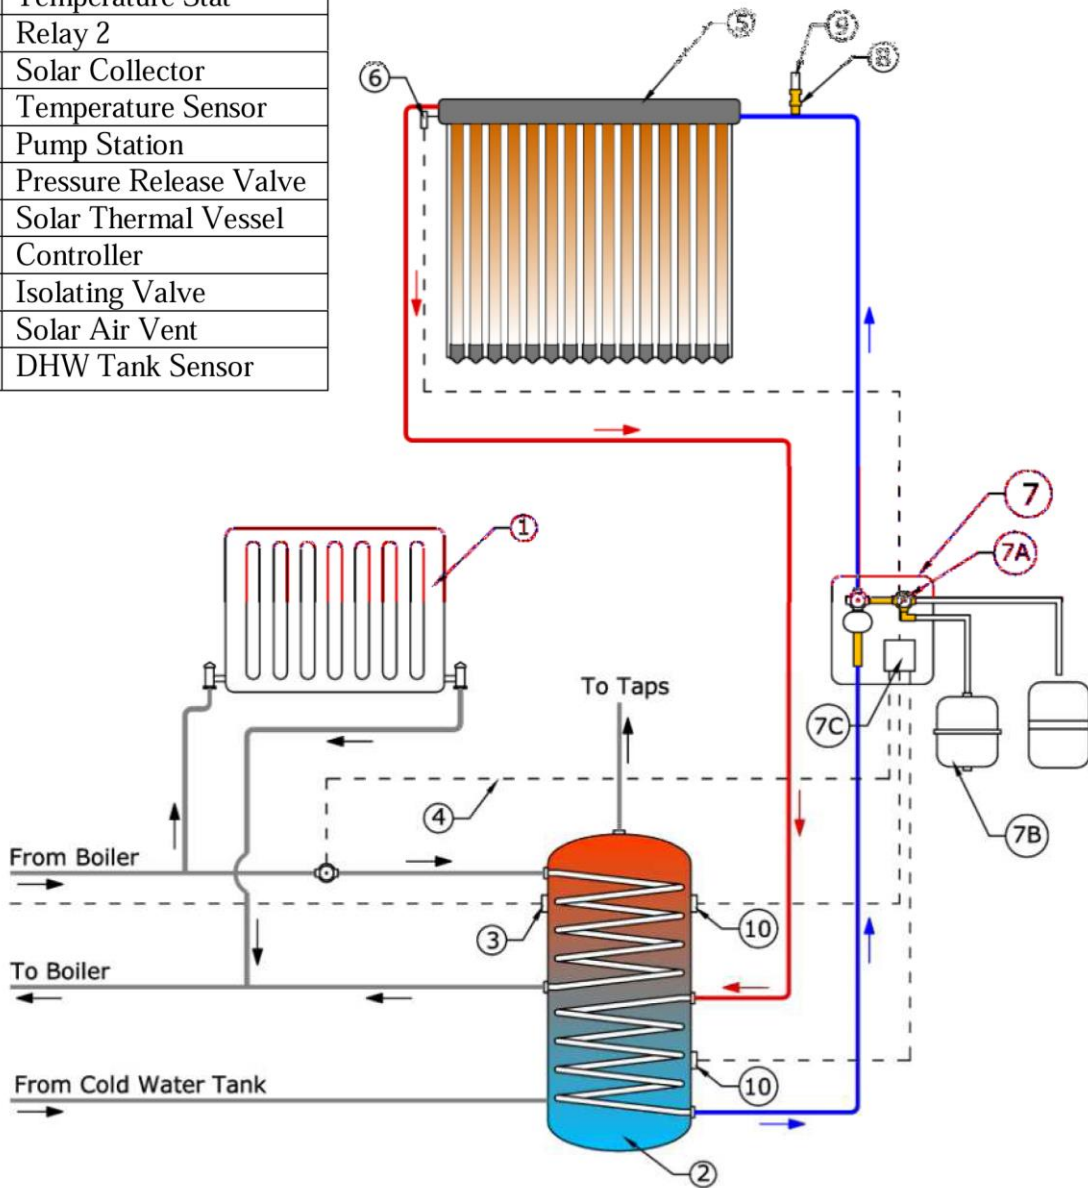 Temperature Stat
Relay 2
Solar Collector
Temperature Sensor
Pump Station
Pressure Release Valve
Solar Thermal Vessel
Controller
Isolating Valve
Solar Air Vent
DHW Tank Sensor
5
9
8
6
7
7A
1
To Taps
7C
4
7B
From Boiler
3
10
To Boiler
From Cold Water Tank
10
2